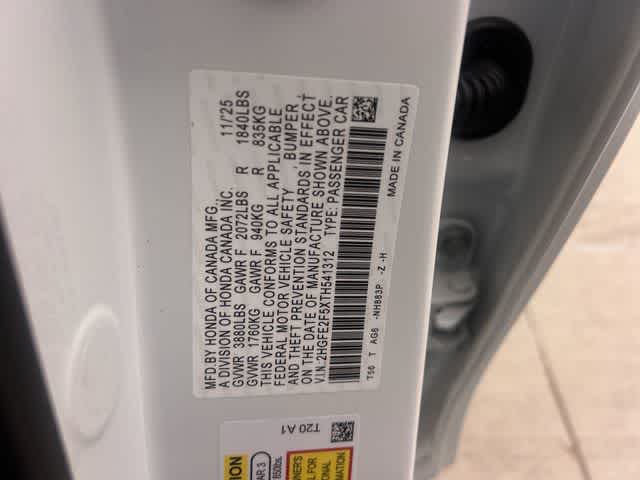 MFD.BY HONDA OF CANADA MFG. 11/'25
A DIVISION OF HONDA CANADA INC.
GVWR 3880LBS GAWR F 2072LBS R 1840LBS
GVWR 1760KG GAWR F 940KG R 835KG
THIS VEHICLE CONFORMS TO ALL APPLICABLE
FEDERAL MOTOR VEHICLE SAFETY , BUMPER ,
AND THEFT PREVENTION STANDARDS IN EFFECT
ON THE DATE OF MANUFACTURE SHOWN ABOVE.
V.I.N.:2HGFE2F5XTH541312 TYPE: PASSENGER CAR
MADE IN CANADA
T56 T AG6 -NH883P -Z -H
T20 A1